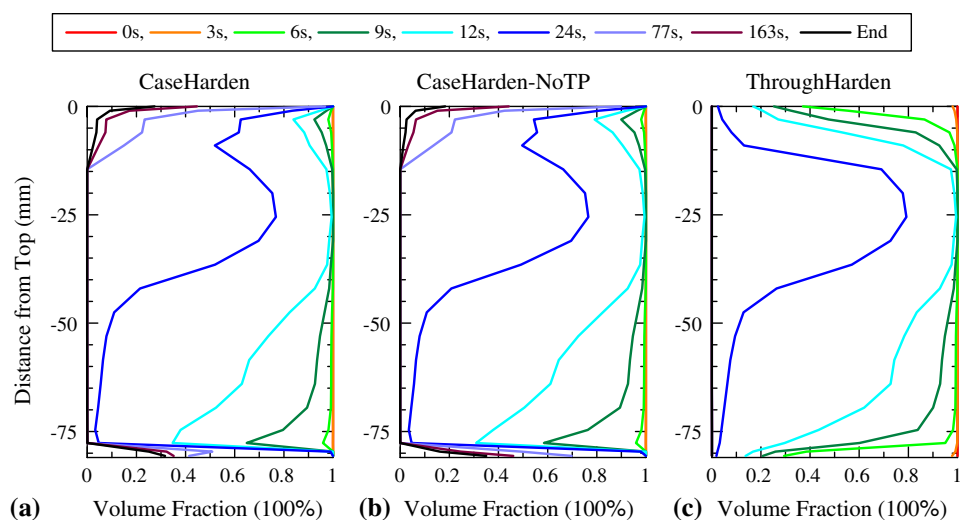 0s, 3s, 6s, 9s, 12s, 24s, 77s, 163s, End
CaseHarden CaseHarden-NoTP ThroughHarden
Distance from Top (mm)
0 0 0
-25 -25 -25
-50 -50 -50
-75 -75 -75
0 0.2 0.4 0.6 0.8 1 0 0.2 0.4 0.6 0.8 1 0 0.2 0.4 0.6 0.8 1
(a) Volume Fraction (100%) (b) Volume Fraction (100%) (c) Volume Fraction (100%)